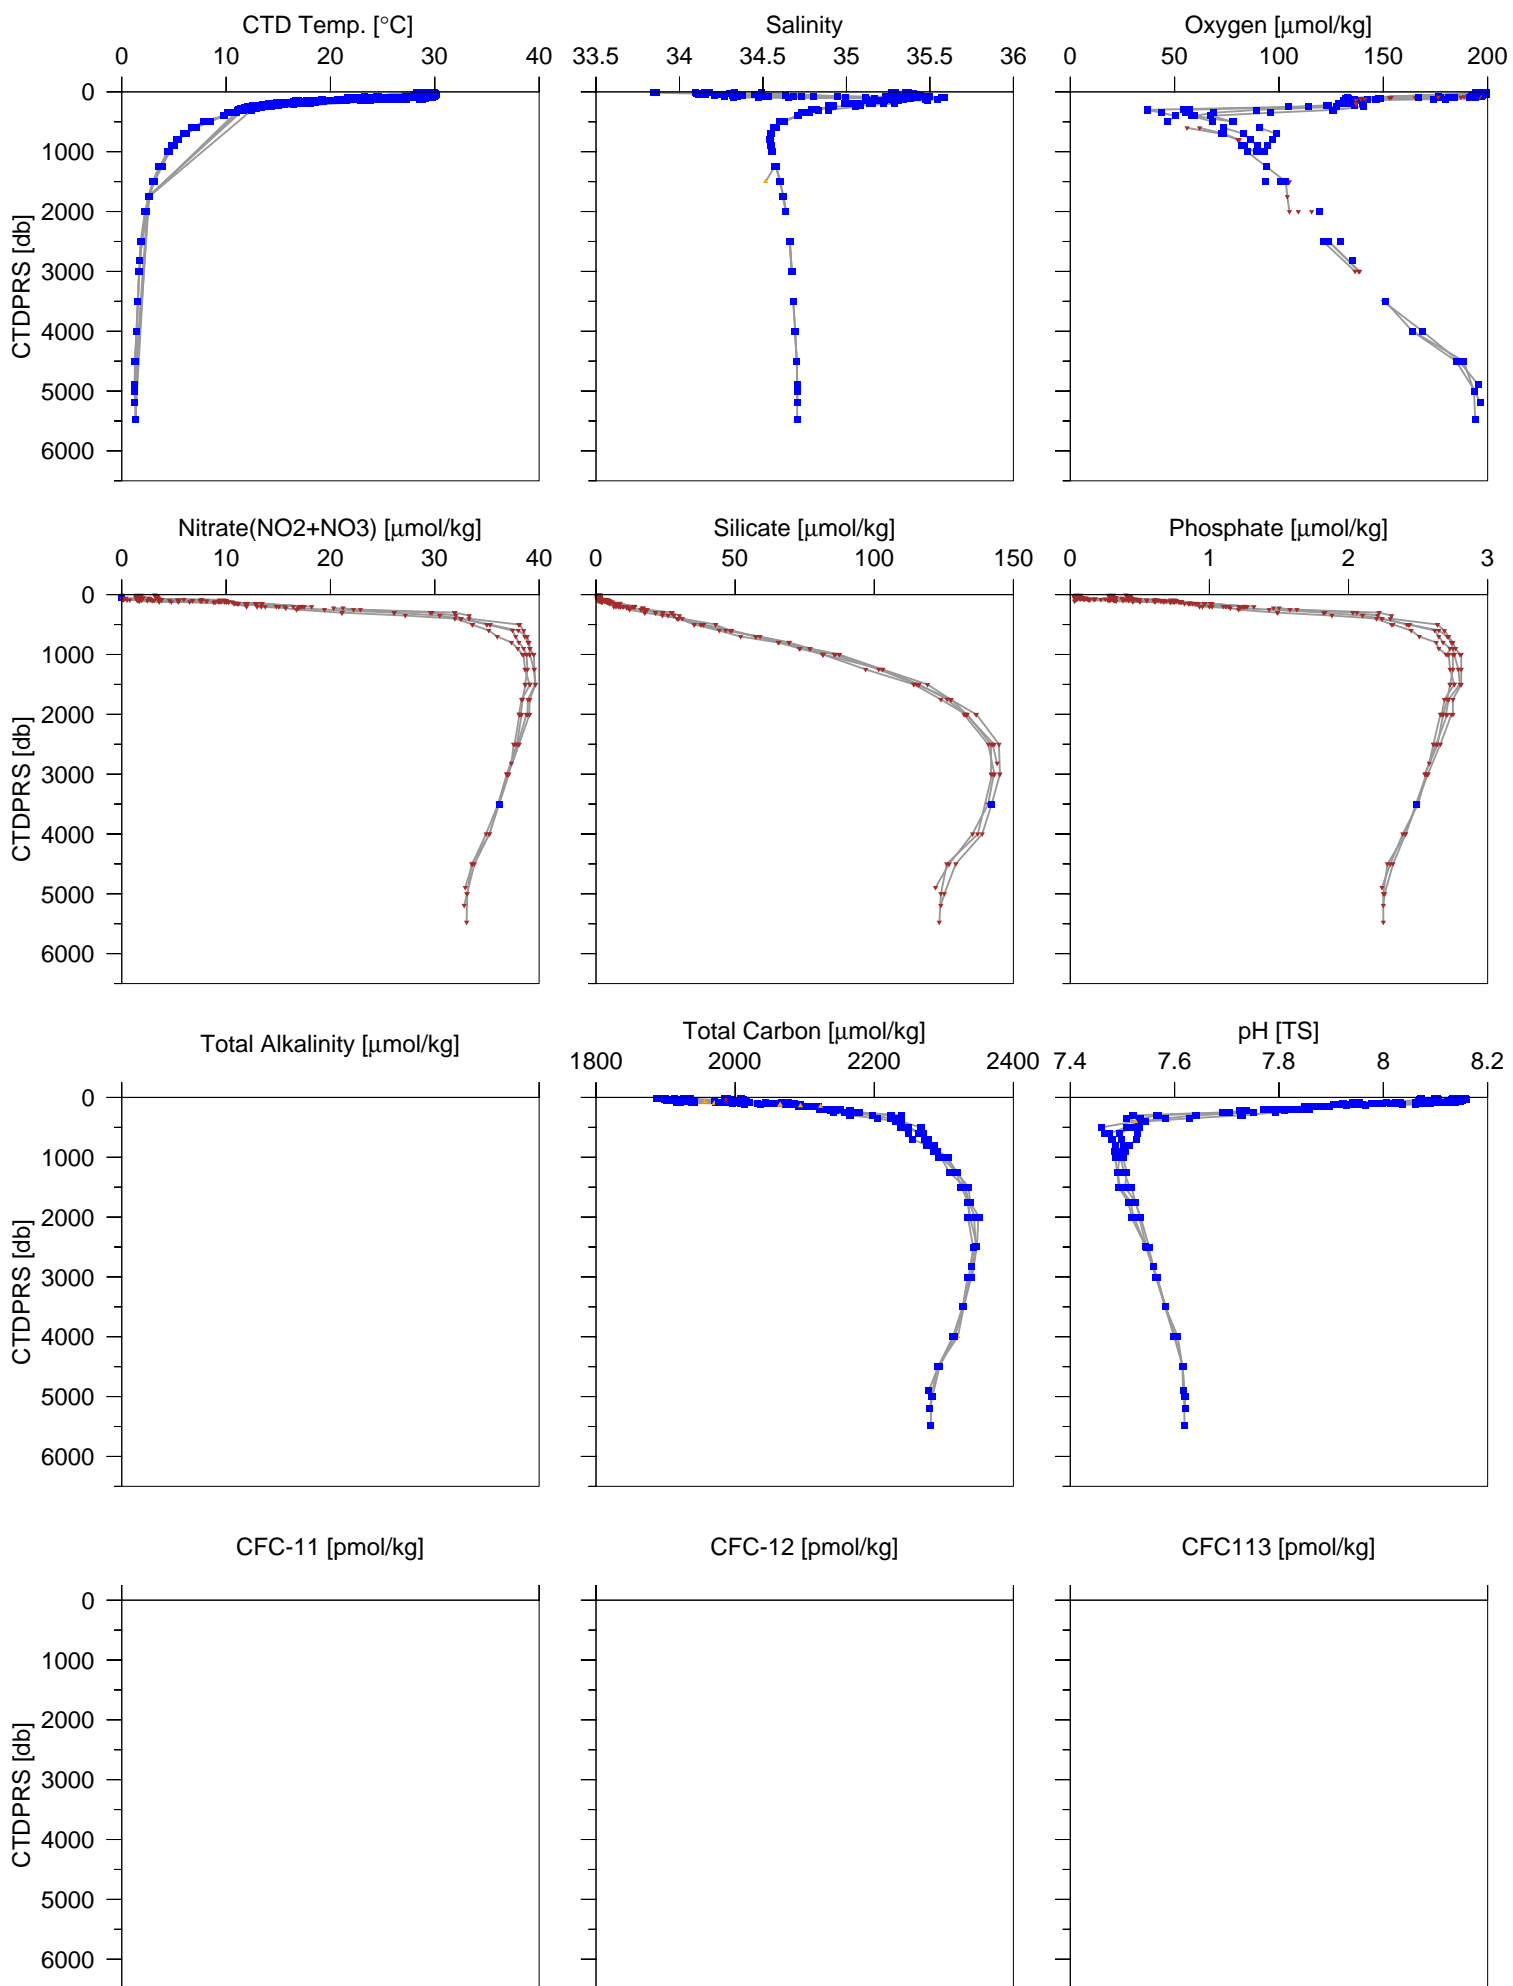 CTD Temp. [°C] Salinity Oxygen [μmol/kg]
0 10 20 30 40 33.5 34 34.5 35 35.5 36 0 50 100 150 200
0
1000
2000
3000
4000
5000
6000
CTDPRS [db]
Nitrate(NO2+NO3) [μmol/kg] Silicate [μmol/kg] Phosphate [μmol/kg]
0 10 20 30 40 0 50 100 150 0 1 2 3
0
1000
2000
3000
4000
5000
6000
CTDPRS [db]
Total Alkalinity [μmol/kg] Total Carbon [μmol/kg] pH [TS]
1800 2000 2200 2400 7.4 7.6 7.8 8 8.2
0
1000
2000
3000
4000
5000
6000
CTDPRS [db]
CFC-11 [pmol/kg] CFC-12 [pmol/kg] CFC113 [pmol/kg]
0
1000
2000
3000
4000
5000
6000
CTDPRS [db]